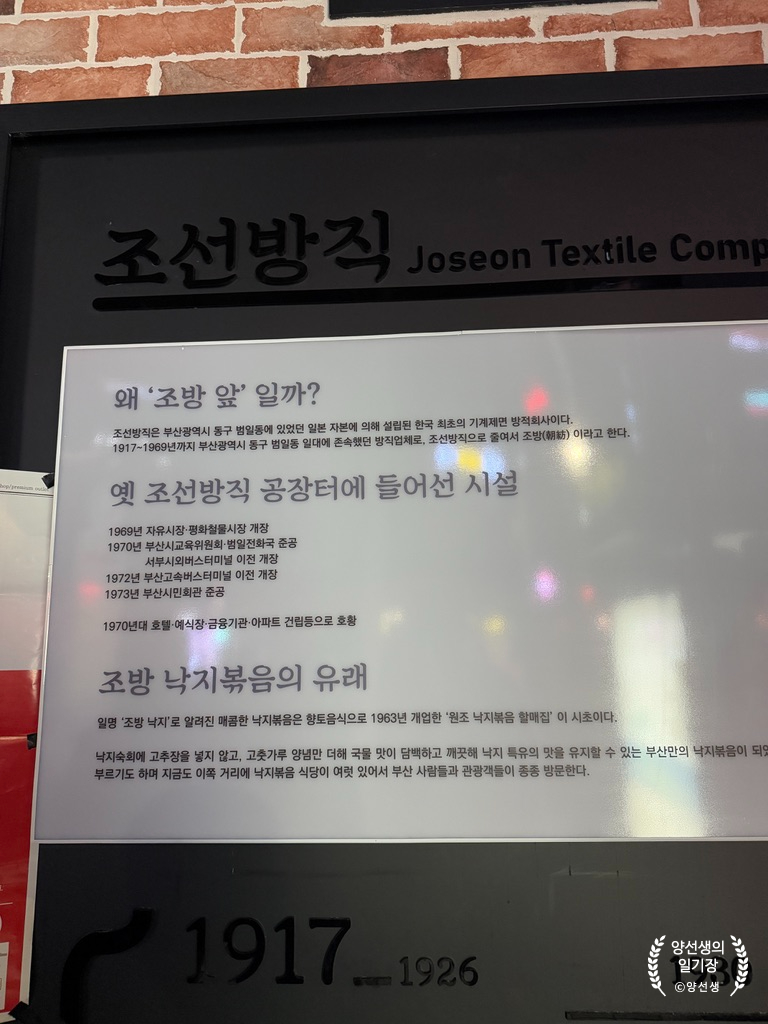 조선방직 Joseon Textile Comp
왜 ‘조방 앞’ 일까?
조선방직은 부산광역시 동구 범일동에 있었던 일본 자본에 의해 설립된 한국 최초의 기계제면 방적회사이다.
1917~1969년까지 부산광역시 동구 범일동 일대에 존속했던 방직업체로, 조선방직으로 줄여서 조방(朝紡) 이라고 한다.
옛 조선방직 공장터에 들어선 시설
1969년 자유시장·평화철물시장 개장
1970년 부산시교육위원회·범일전화국 준공
서부시외버스터미널 이전 개장
1972년 부산고속버스터미널 이전 개장
1973년 부산시민회관 준공
1970년대 호텔·예식장·금융기관·아파트 건립등으로 호황
조방 낙지볶음의 유래
일명 ‘조방 낙지’로 알려진 매콤한 낙지볶음은 향토음식으로 1963년 개업한 ‘원조 낙지볶음 할매집’ 이 시초이다.
낙지숙회에 고추장을 넣지 않고, 고춧가루 양념만 더해 국물 맛이 담백하고 깨끗해 낙지 특유의 맛을 유지할 수 있는 부산만의 낙지볶음이 되었
부르기도 하며 지금도 이쪽 거리에 낙지볶음 식당이 여럿 있어서 부산 사람들과 관광객들이 종종 방문한다.
1917 1926
양선생의
일기장
©양선생